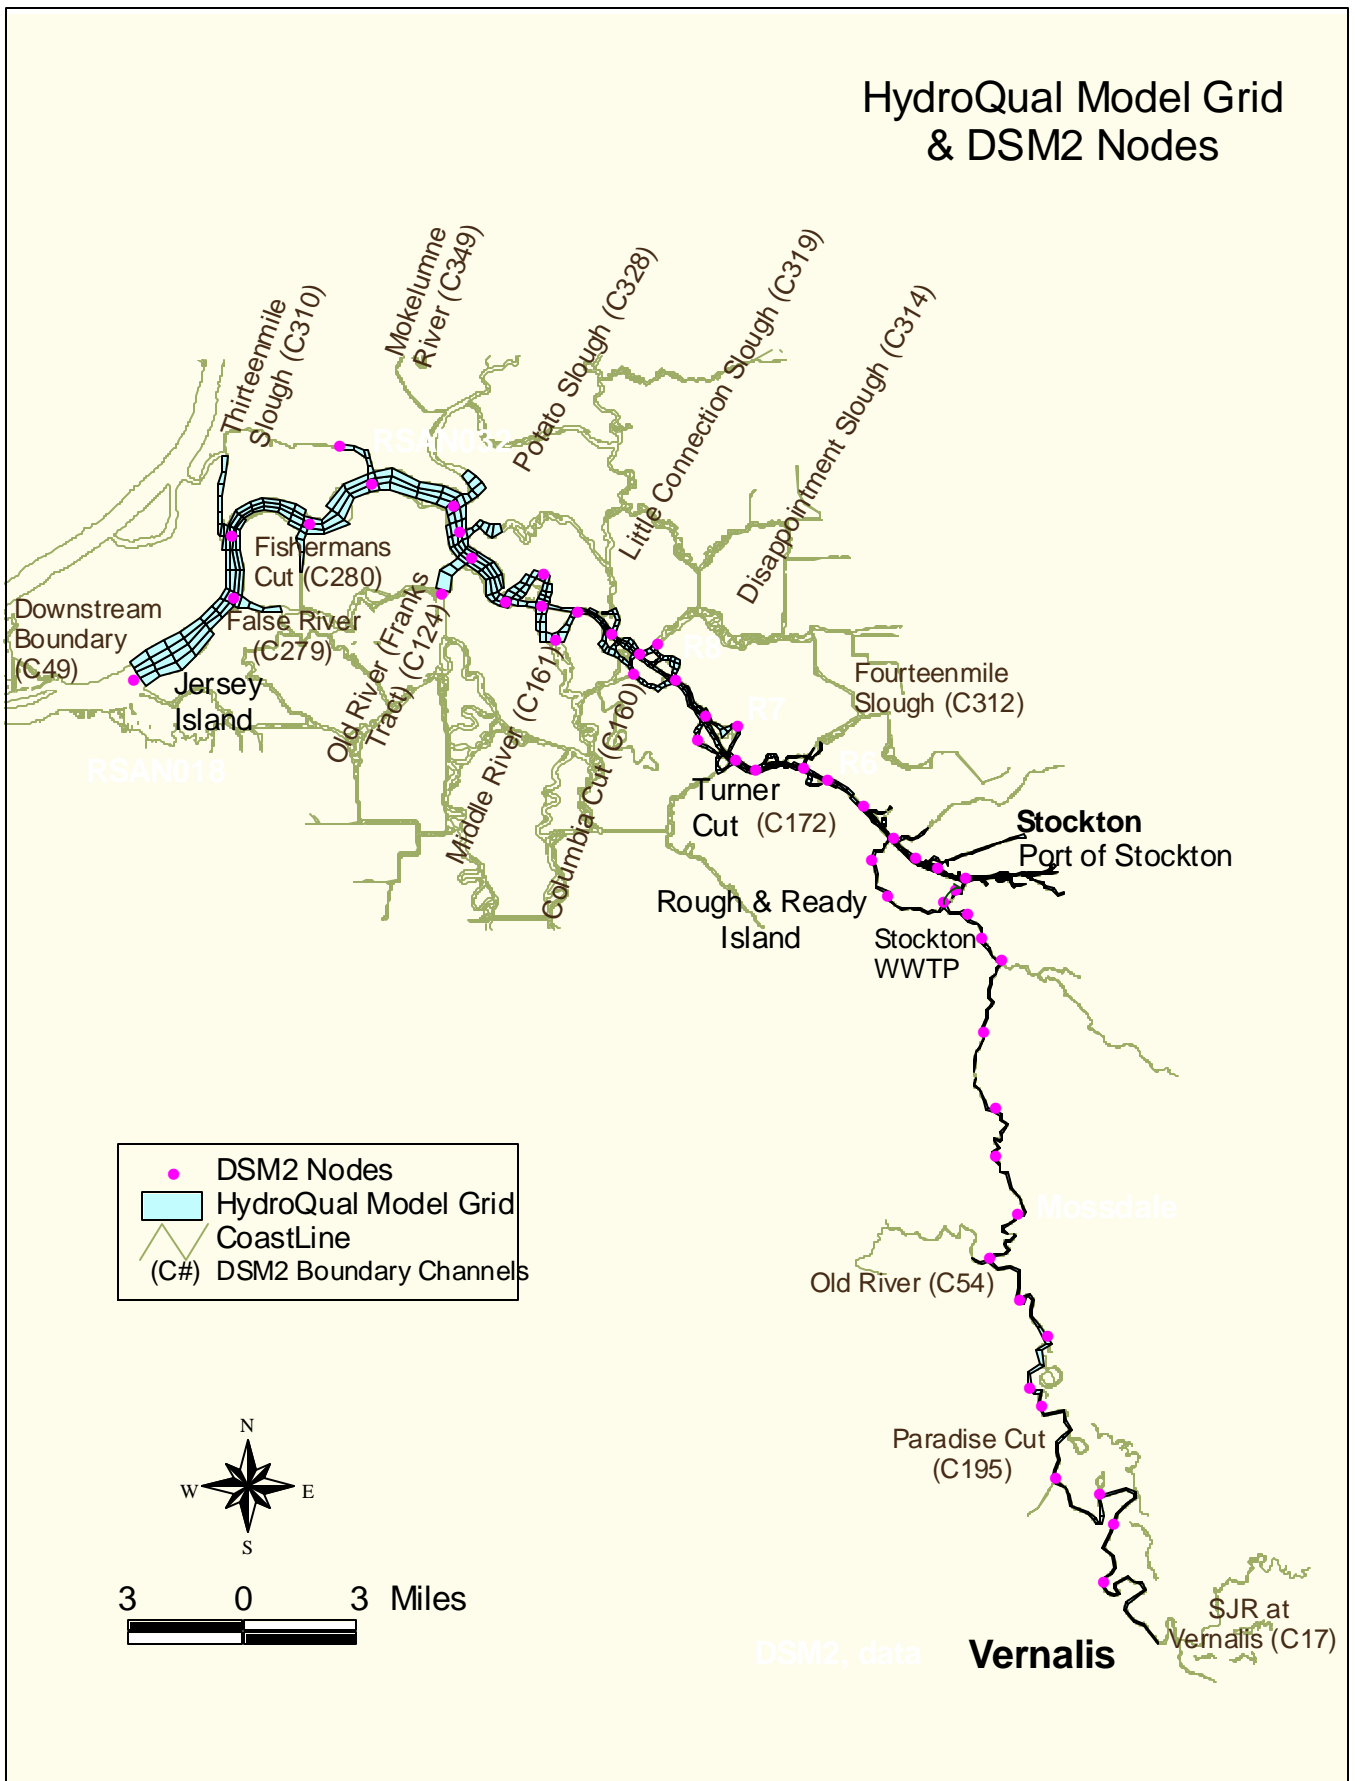 HydroQual Model Grid
& DSM2 Nodes
Thirteenmile
Slough (C310)
Mokelumne
River (C349)
Potato Slough (C328)
Little Connection Slough (C319)
Disappointment Slough (C314)
RSAN032
Fishermans
Cut (C280)
Downstream
Boundary
(C49)
False River
(C279)
Jersey
Island
RSAN018
Old River (Franks
Tract) (C124)
Middle River (C161)
Columbia Cut (C160)
R8
R7
R6
Fourteenmile
Slough (C312)
Turner
Cut (C172)
Stockton
Port of Stockton
Rough & Ready
Island
Stockton
WWTP
DSM2 Nodes
HydroQual Model Grid
CoastLine
(C#) DSM2 Boundary Channels
Mossdale
Old River (C54)
Paradise Cut
(C195)
N
W E
S
3 0 3 Miles
SJR at
Vernalis (C17)
DSM2, data
Vernalis